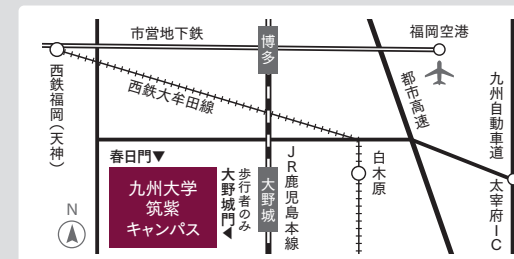 市営地下鉄
博多
福岡空港
西鉄福岡(天神)
西鉄大牟田線
都市高速
九州自動車道
春日門▼
九州大学
筑紫
キャンパス
歩行者のみ
大野城門▼
大野城
JR鹿児島本線
白木原
太宰府IC
N